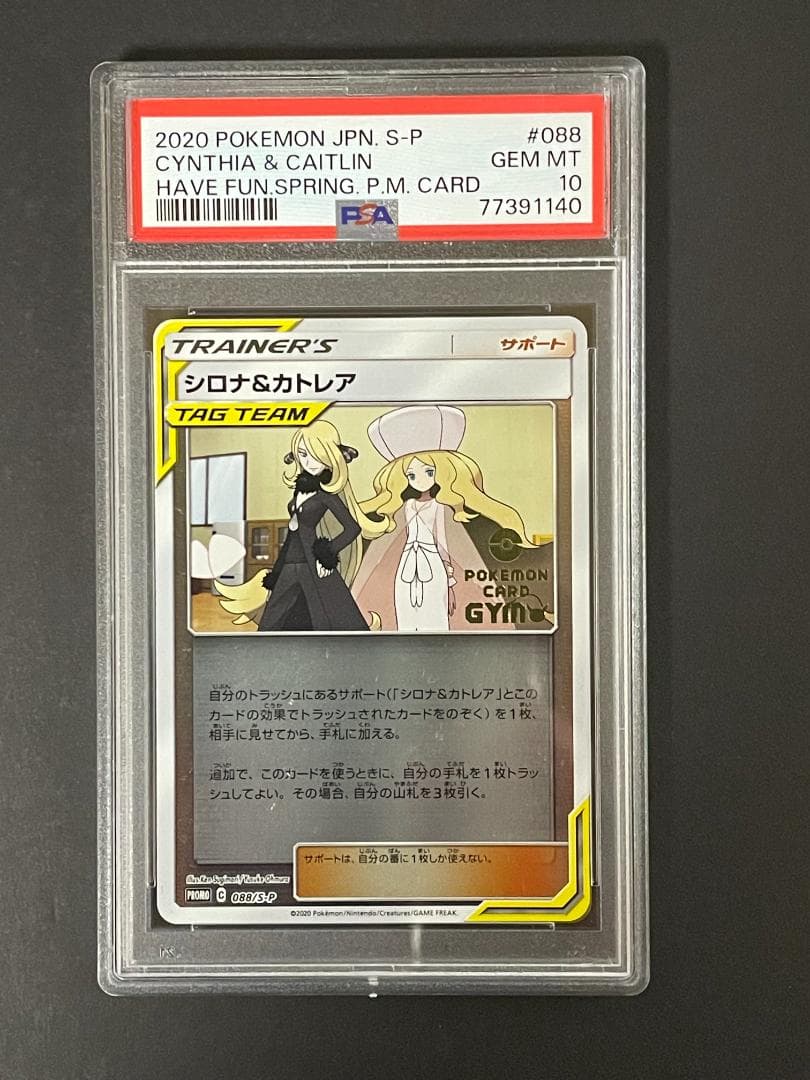 2020 POKEMON JPN. S-P #088
CYNTHIA & CAITLIN GEM MT
HAVE FUN.SPRING. P.M. CARD 10
PSA 77391140
TRAINER'S サポート
シロナ&カトレア
TAG TEAM
POKEMON
CARD
GYM
自分のトラッシュにあるサポート(「シロナ&カトレア」とこの
カードの効果でトラッシュされたカードをのぞく)を1枚、
相手に見せてから、手札に加える。
追加で、このカードを使うときに、自分の手札を1枚トラッ
シュしてよい。その場合、自分の山札を3枚引く。
サポートは、自分の番に1枚しか使えない。
illus.Ken Sugimori/Yusuke Ohmura
PROMO C 088/S-P
©2020 Pokémon/Nintendo/Creatures/GAME FREAK.